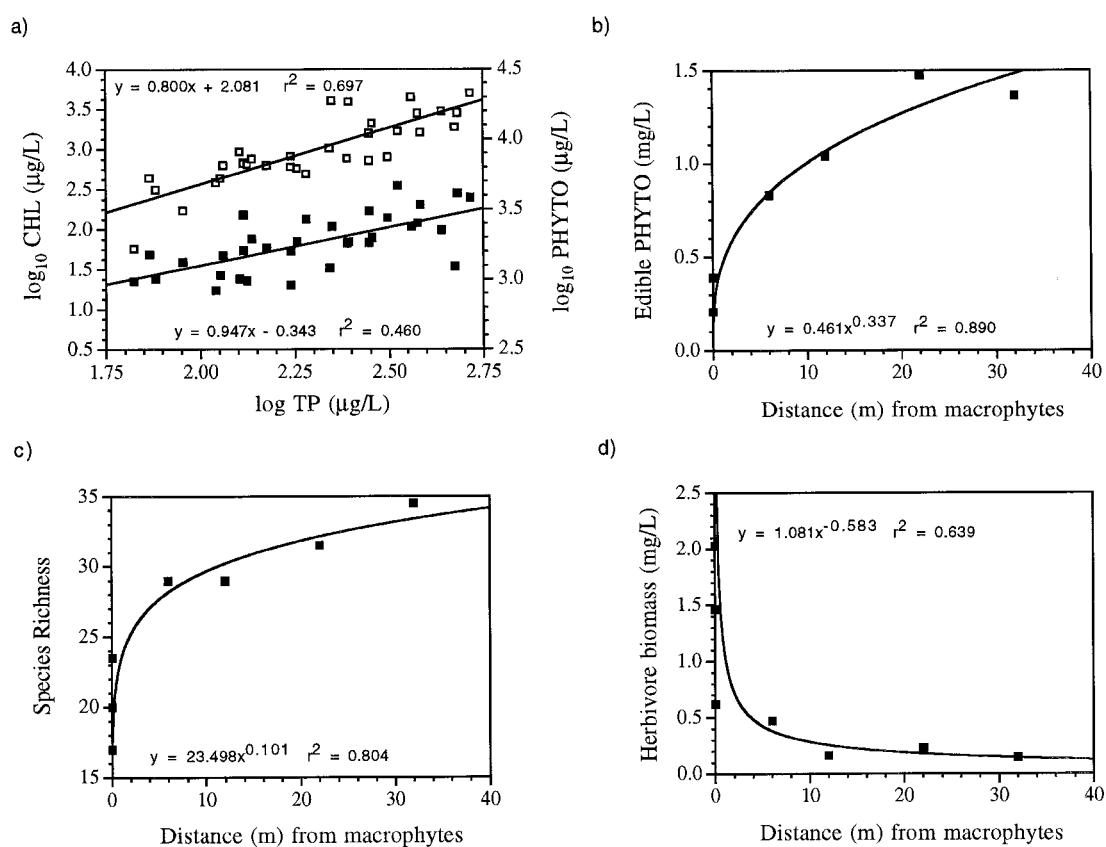 a)
y = 0.800x + 2.081 r² = 0.697
4.0
3.5
3.0
2.5
2.0
1.5
1.0
0.5
log₁₀ CHL (µg/L)
4.5
4.0
3.5
3.0
2.5
log₁₀ PHYTO (µg/L)
y = 0.947x - 0.343 r² = 0.460
1.75 2.00 2.25 2.50 2.75
log TP (µg/L)
b)
1.5
1.0
0.5
0.0
Edible PHYTO (mg/L)
y = 0.461x^0.337 r² = 0.890
0 10 20 30 40
Distance (m) from macrophytes
c)
35
30
25
20
15
Species Richness
y = 23.498x^0.101 r² = 0.804
0 10 20 30 40
Distance (m) from macrophytes
d)
2.5
2.0
1.5
1.0
0.5
0.0
Herbivore biomass (mg/L)
y = 1.081x^-0.583 r² = 0.639
0 10 20 30 40
Distance (m) from macrophytes